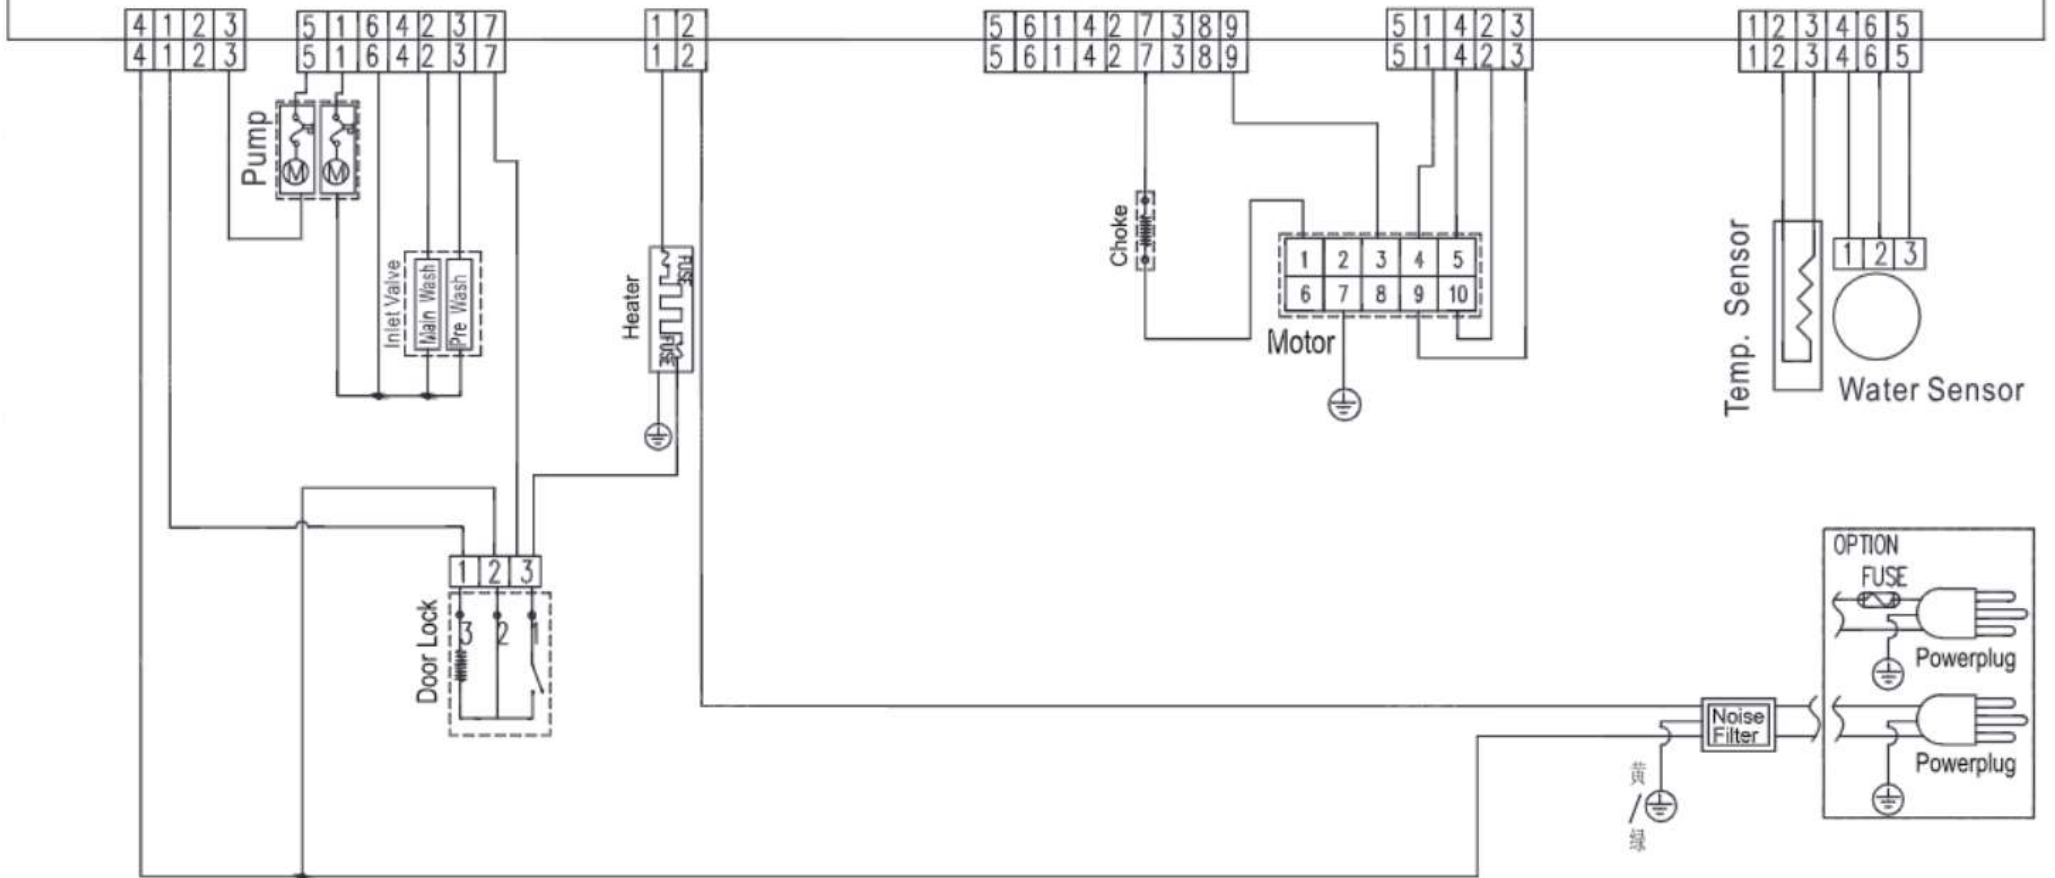 4 1 2 3 5 1 6 4 2 3 7 1 2 5 6 1 4 2 7 3 8 9 5 1 4 2 3 1 2 3 4 6 5
4 1 2 3 5 1 6 4 2 3 7 1 2 5 6 1 4 2 7 3 8 9 5 1 4 2 3 1 2 3 4 6 5
Pump
M M
Inlet Valve
Main Wash
Pre Wash
Heater
FUSE
FUSE
Choke
1 2 3 4 5
6 7 8 9 10
Motor
Temp. Sensor
1 2 3
Water Sensor
1 2 3
Door Lock
3 2 1
OPTION
FUSE
Powerplug
Noise
Filter
Powerplug
黄
/
绿